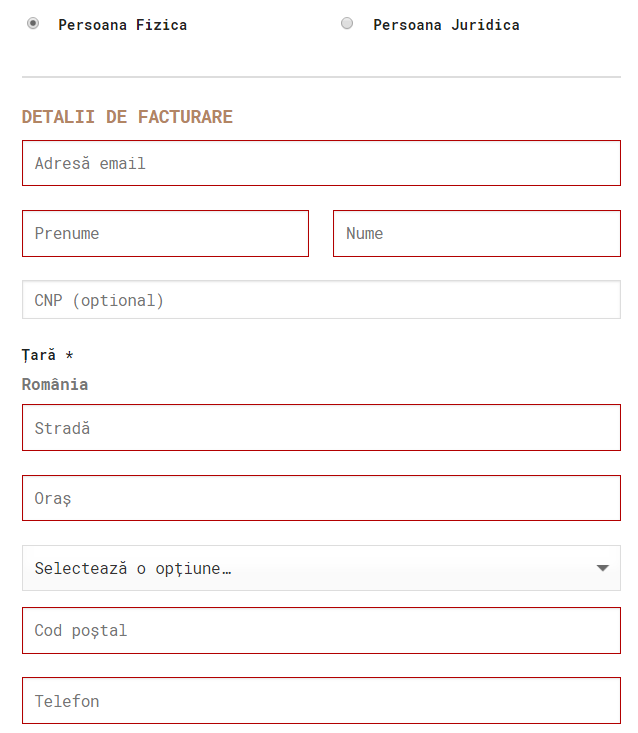 Persoana Fizica Persoana Juridica
DETALII DE FACTURARE
Adresă email
Prenume Nume
CNP (optional)
Țară *
România
Stradă
Oraș
Selectează o opțiune…
Cod poștal
Telefon